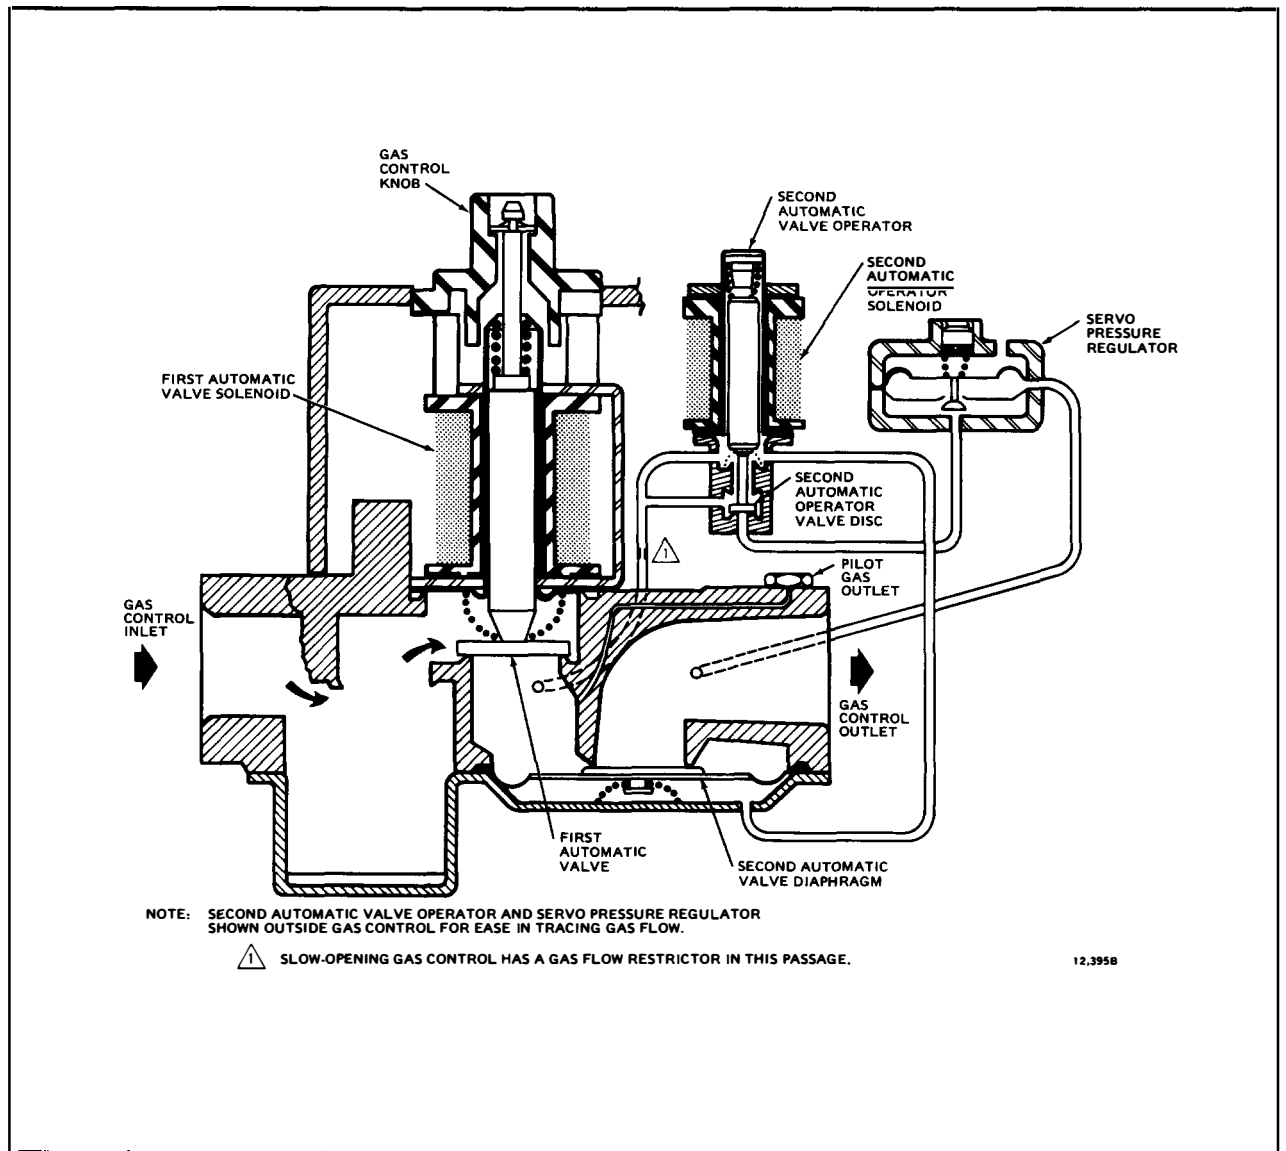 GAS
CONTROL
KNOB
SECOND
AUTOMATIC
VALVE OPERATOR
SECOND
AUTOMATIC
OPERATOR
SOLENOID
SERVO
PRESSURE
REGULATOR
FIRST AUTOMATIC
VALVE SOLENOID
SECOND
AUTOMATIC
OPERATOR
VALVE DISC
1
PILOT
GAS
OUTLET
GAS
CONTROL
INLET
GAS
CONTROL
OUTLET
FIRST
AUTOMATIC
VALVE
SECOND AUTOMATIC
VALVE DIAPHRAGM
NOTE: SECOND AUTOMATIC VALVE OPERATOR AND SERVO PRESSURE REGULATOR
SHOWN OUTSIDE GAS CONTROL FOR EASE IN TRACING GAS FLOW.
1 SLOW-OPENING GAS CONTROL HAS A GAS FLOW RESTRICTOR IN THIS PASSAGE.
12,395B